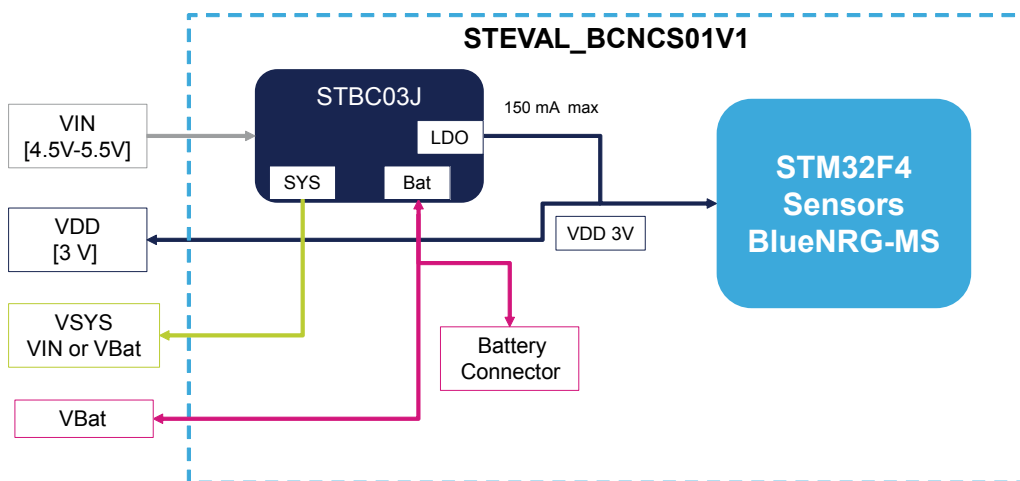 STEVAL_BCNCS01V1
STBC03J
150 mA max
LDO
VIN
[4.5V-5.5V]
SYS
Bat
STM32F4
Sensors
BlueNRG-MS
VDD
[3 V]
VDD 3V
VSYS
VIN or VBat
Battery
Connector
VBat